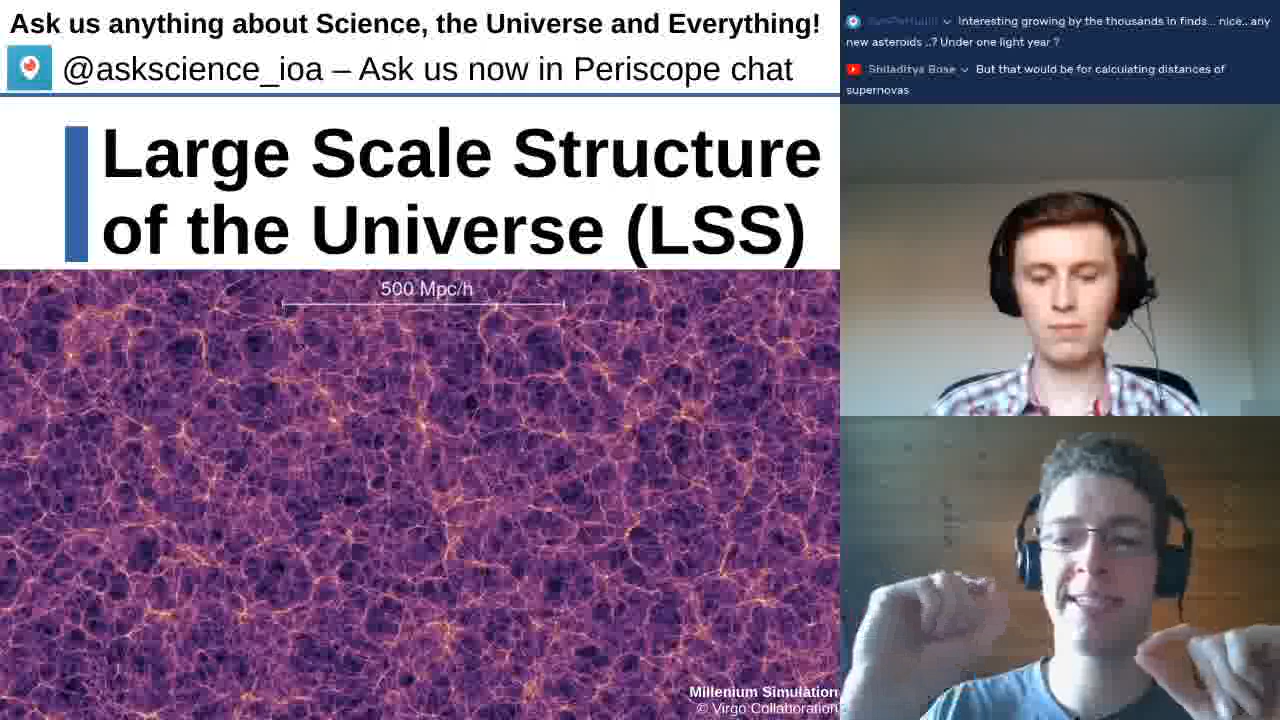 Ask us anything about Science, the Universe and Everything!
@askscience_ioa – Ask us now in Periscope chat
Large Scale Structure
of the Universe (LSS)
500 Mpc/h
Millenium Simulation
© Virgo Collaboration
Interesting growing by the thousands in finds... nice.. any
new asteroids ..? Under one light year ?
Shiladitya Bose But that would be for calculating distances of
supernovas